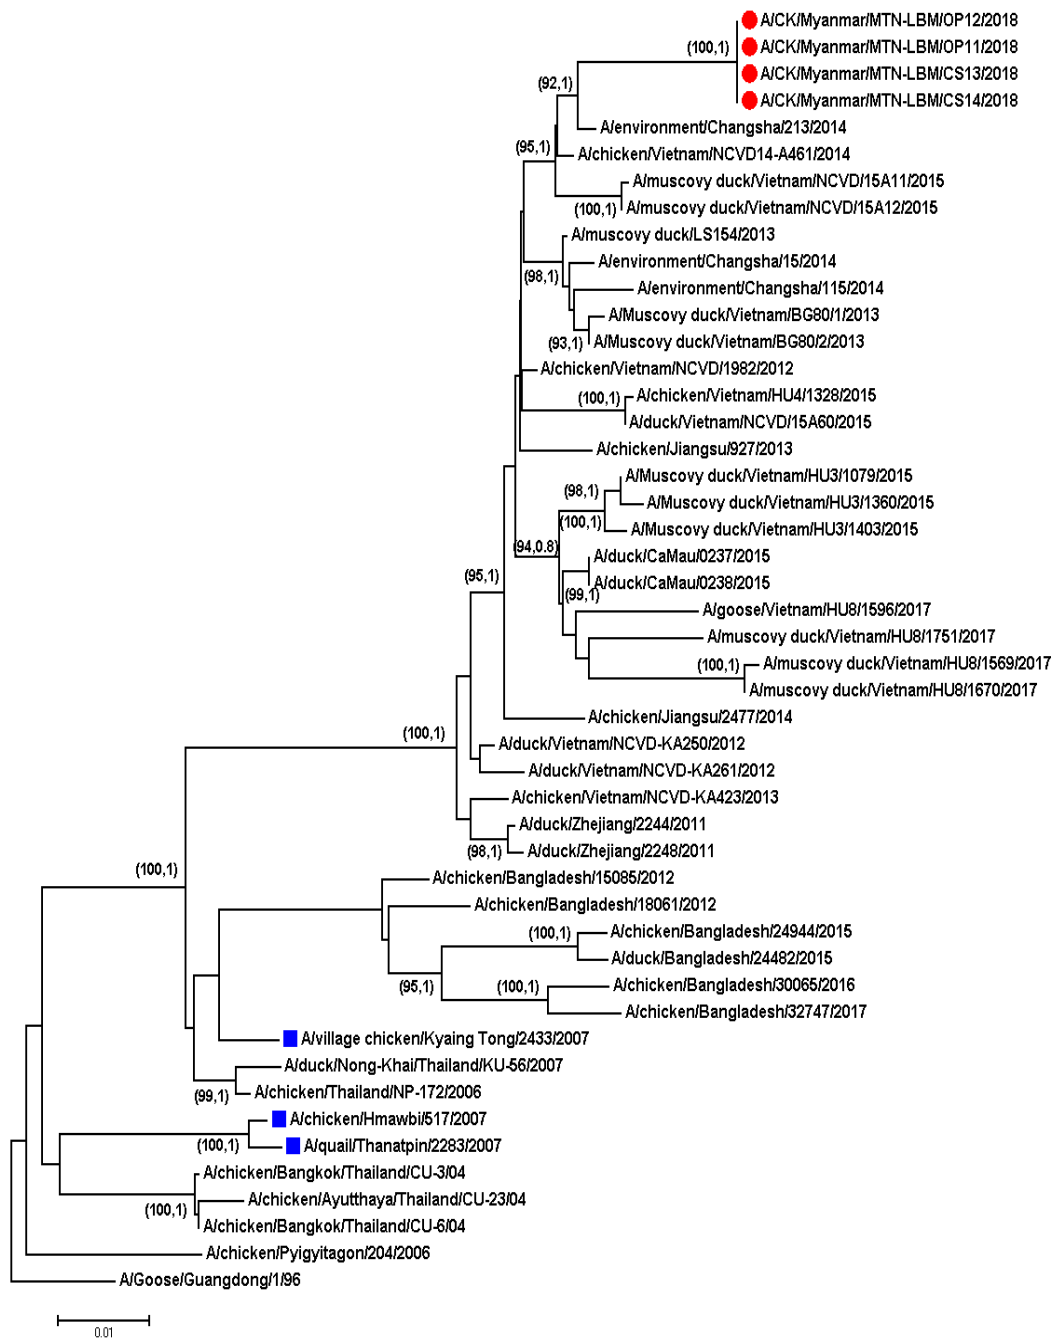 A/CK/Myanmar/MTN-LBM/OP12/2018
(100,1)
A/CK/Myanmar/MTN-LBM/OP11/2018
A/CK/Myanmar/MTN-LBM/CS13/2018
(92,1)
A/CK/Myanmar/MTN-LBM/CS14/2018
A/environment/Changsha/213/2014
(95,1)
A/chicken/Vietnam/NCVD14-A461/2014
A/muscovy duck/Vietnam/NCVD/15A11/2015
(100,1)
A/muscovy duck/Vietnam/NCVD/15A12/2015
A/muscovy duck/LS154/2013
A/environment/Changsha/15/2014
(98,1)
A/environment/Changsha/115/2014
A/Muscovy duck/Vietnam/BG80/1/2013
(93,1)
A/Muscovy duck/Vietnam/BG80/2/2013
A/chicken/Vietnam/NCVD/1982/2012
(100,1)
A/chicken/Vietnam/HU4/1328/2015
A/duck/Vietnam/NCVD/15A60/2015
A/chicken/Jiangsu/927/2013
A/Muscovy duck/Vietnam/HU3/1079/2015
(98,1)
A/Muscovy duck/Vietnam/HU3/1360/2015
(100,1)
A/Muscovy duck/Vietnam/HU3/1403/2015
(94,0.8)
A/duck/CaMau/0237/2015
(95,1)
A/duck/CaMau/0238/2015
(99,1)
A/goose/Vietnam/HU8/1596/2017
A/muscovy duck/Vietnam/HU8/1751/2017
(100,1)
A/muscovy duck/Vietnam/HU8/1569/2017
A/muscovy duck/Vietnam/HU8/1670/2017
A/chicken/Jiangsu/2477/2014
(100,1)
A/duck/Vietnam/NCVD-KA250/2012
A/duck/Vietnam/NCVD-KA261/2012
A/chicken/Vietnam/NCVD-KA423/2013
A/duck/Zhejiang/2244/2011
(98,1)
A/duck/Zhejiang/2248/2011
(100,1)
A/chicken/Bangladesh/15085/2012
A/chicken/Bangladesh/18061/2012
(100,1)
A/chicken/Bangladesh/24944/2015
A/duck/Bangladesh/24482/2015
(95,1)
(100,1)
A/chicken/Bangladesh/30065/2016
A/chicken/Bangladesh/32747/2017
A/village chicken/Kyaing Tong/2433/2007
A/duck/Nong-Khai/Thailand/KU-56/2007
(99,1)
A/chicken/Thailand/NP-172/2006
A/chicken/Hmawbi/517/2007
(100,1)
A/quail/Thanatpin/2283/2007
A/chicken/Bangkok/Thailand/CU-3/04
A/chicken/Ayutthaya/Thailand/CU-23/04
(100,1)
A/chicken/Bangkok/Thailand/CU-6/04
A/chicken/Pyigyitagon/204/2006
A/Goose/Guangdong/1/96
0.01